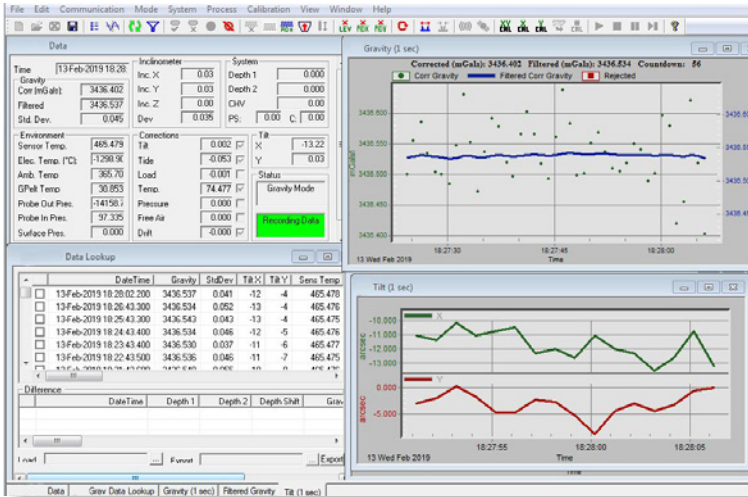 File Edit Communication Mode System Process Calibration View Window Help
Data
Time 13-Feb-2019 18:28:
Gravity
Corr (mGals): 3436.402
Filtered 3436.537
Std. Dev. 0.045
Inclinometer
Inc. X 0.03
Inc. Y 0.03
Inc. Z 0.00
Dev 0.035
System
Depth 1 0.000
Depth 2 0.000
CHV 0.00
PS: 0.00 C: 0.00
Environment
Sensor Temp. 465.479
Elec. Temp. (°C): -1298.9(
Amb. Temp 365.70
GPelt Temp 30.853
Probe Out Pres. -14158.
Probe In Pres. 97.335
Surface Pres. 0.000
Corrections
Tilt 0.002
Tide -0.053
Load -0.001
Temp. 74.477
Pressure 0.000
Free Air 0.000
Drift -0.000
Tilt
X -13.22
Y 0.03
Status
Gravity Mode
Recording Data
Gravity (1 sec)
Corrected (mGals): 3436.402 Filtered (mGals): 3436.534 Countdown: 56
Corr Gravity Filtered Corr Gravity Rejected
mGals
3436.600
3436.550
3436.500
3436.450
3436.400
3436.60
3436.55
3436.50
3436.45
18:27:30 18:27:45 18:28:00
13 Wed Feb 2019 Time
Data Lookup
DateTime Gravity StdDev Tilt X Tilt Y Sens Temp
13-Feb-2019 18:28:02.200 3436.537 0.041 -12 -4 465.478
13-Feb-2019 18:26:43.300 3436.534 0.052 -13 -4 465.476
13-Feb-2019 18:25:43.300 3436.543 0.043 -13 -4 465.475
13-Feb-2019 18:24:43.400 3436.534 0.046 -12 -5 465.476
13-Feb-2019 18:23:43.400 3436.530 0.037 -11 -6 465.477
13-Feb-2019 18:22:43.500 3436.536 0.046 -11 -7 465.475
Difference
DateTime Depth 1 Depth 2 Depth Shift Grav
Load ... Export ... Export
Tilt (1 sec)
X
arcsec
-10.000
-11.000
-12.000
-13.000
Y
arcsec
0.000
-5.000
18:27:55 18:28:00 18:28:05
13 Wed Feb 2019 Time
Time
Data Grav Data Lookup Gravity (1 sec) Filtered Gravity Tilt (1 sec)